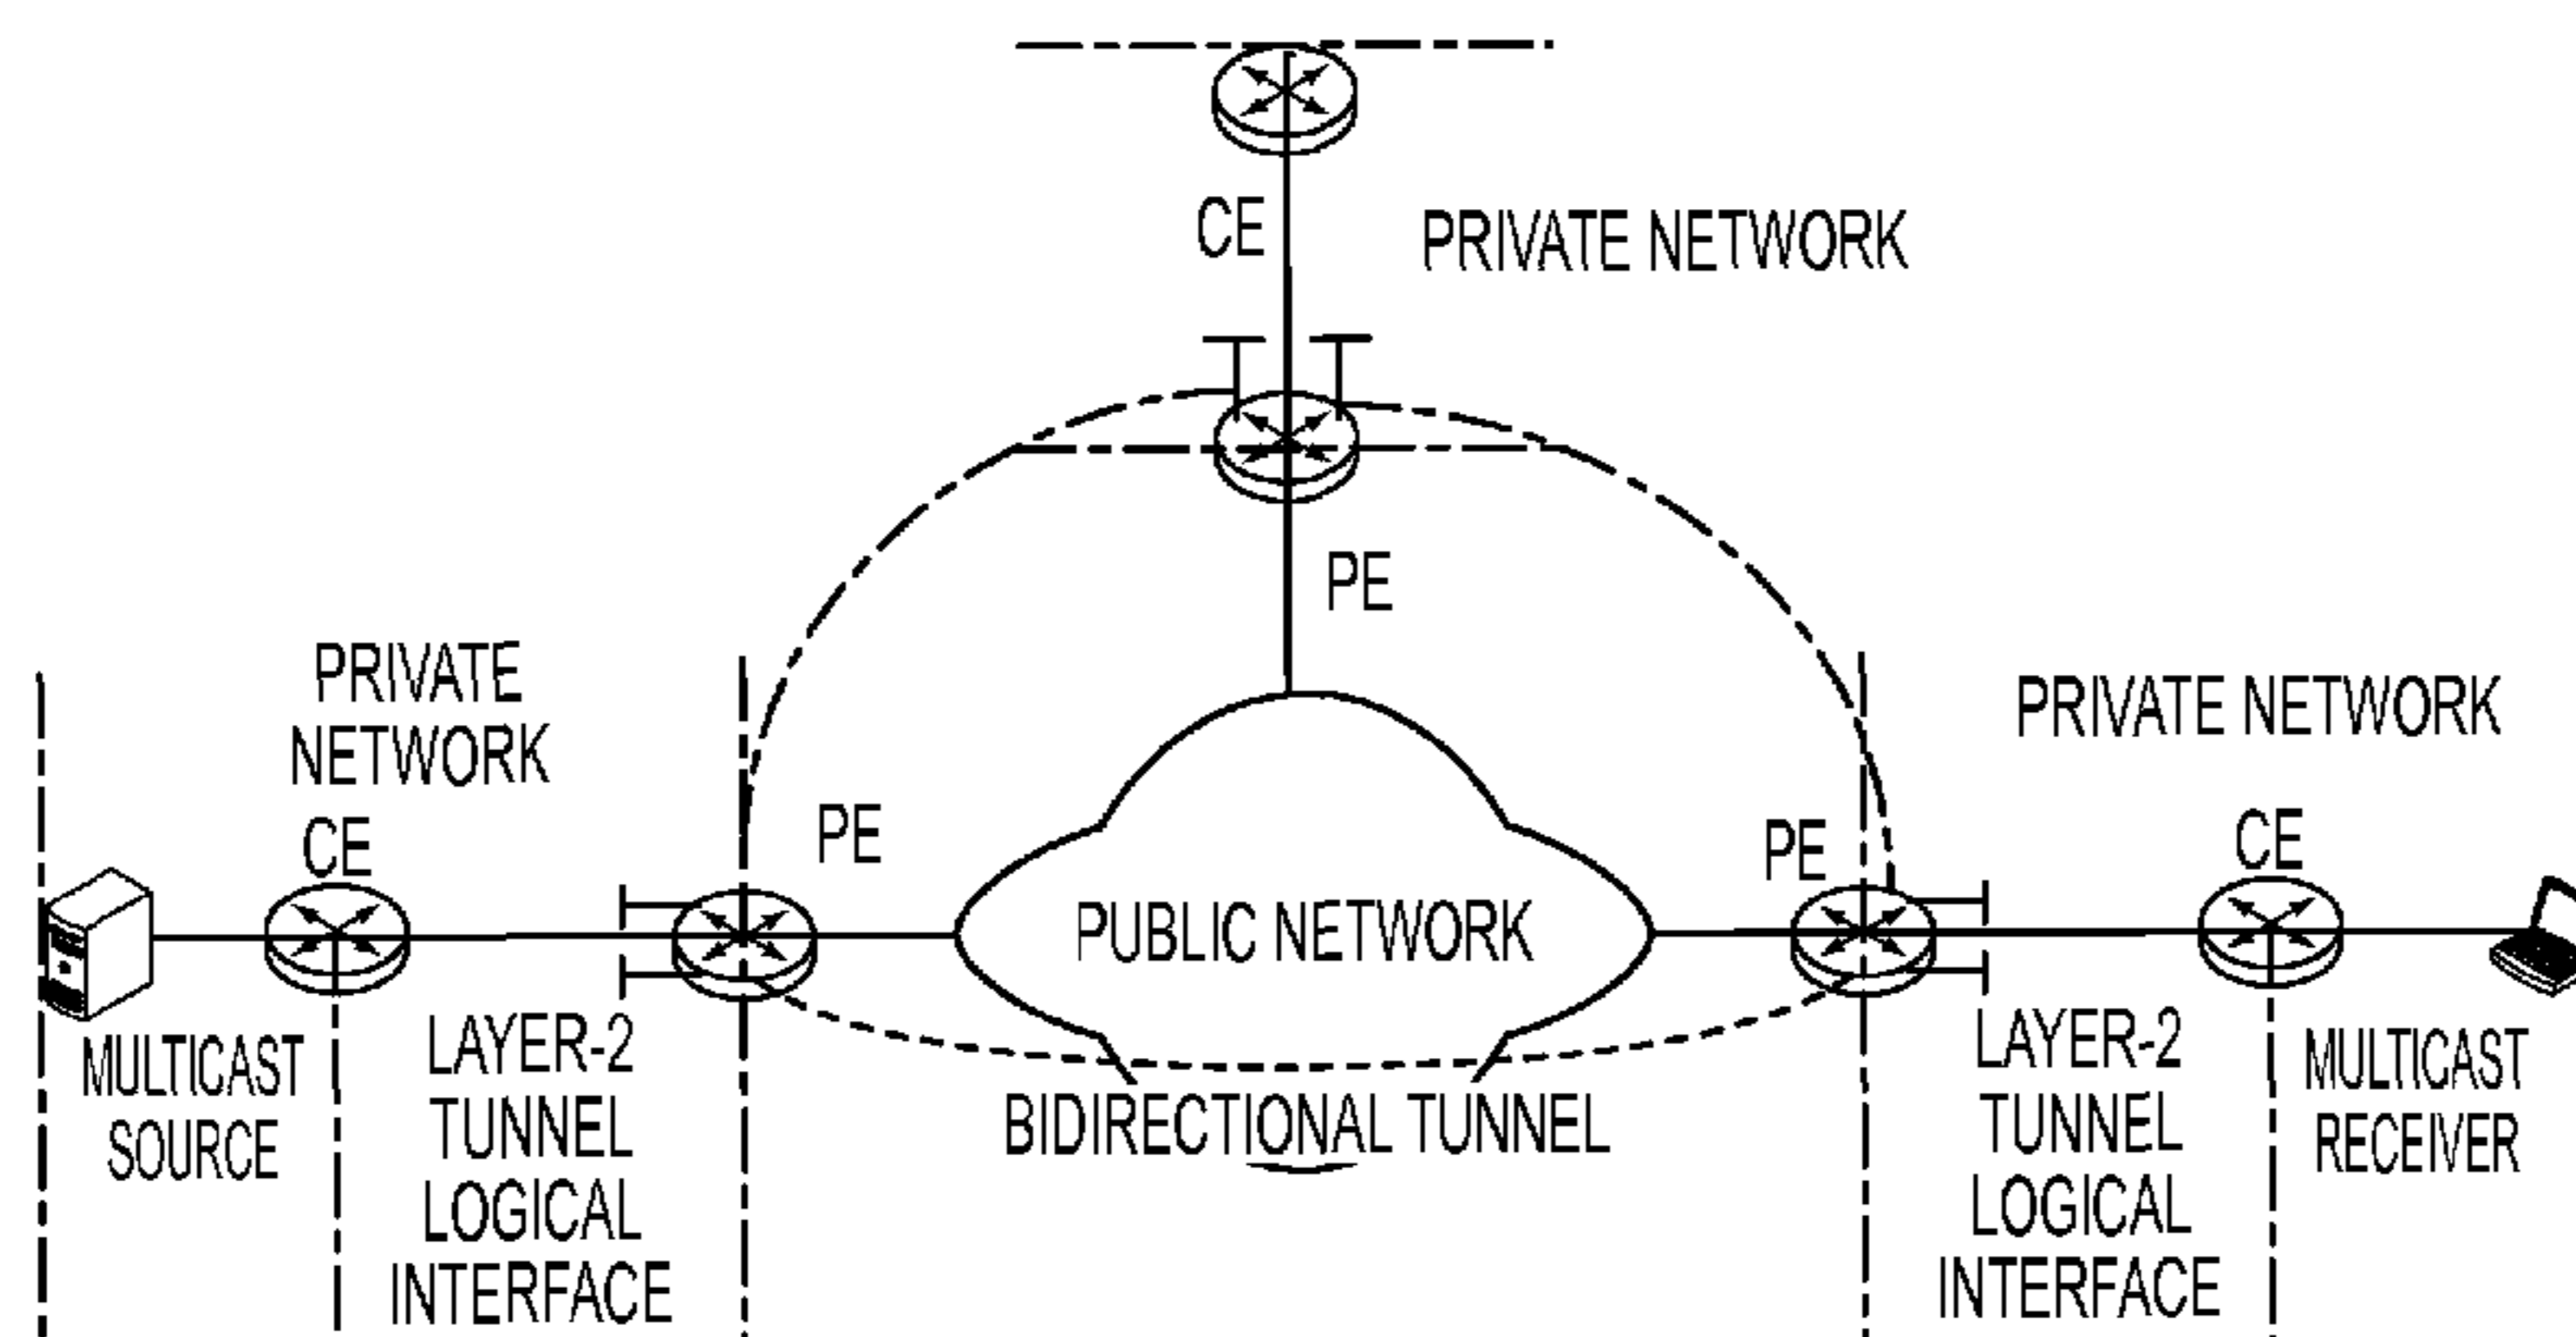 CE
PRIVATE NETWORK
PE
PRIVATE
NETWORK
CE
PE
PUBLIC NETWORK
PE
PRIVATE NETWORK
CE
MULTICAST
SOURCE
LAYER-2
TUNNEL
LOGICAL
INTERFACE
BIDIRECTIONAL TUNNEL
LAYER-2
TUNNEL
LOGICAL
INTERFACE
MULTICAST
RECEIVER